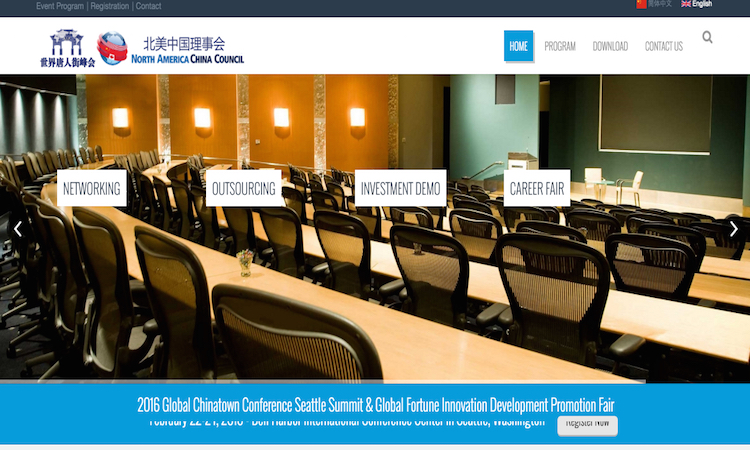 Event Program | Registration | Contact
简体中文 English
北美中国理事会
世界唐人街峰会 NORTH AMERICA CHINA COUNCIL
HOME PROGRAM DOWNLOAD CONTACT US
NETWORKING OUTSOURCING INVESTMENT DEMO CAREER FAIR
2016 Global Chinatown Conference Seattle Summit & Global Fortune Innovation Development Promotion Fair
February 22-21, 2016 - Bell Harbor International Conference Center in Seattle, Washington Register Now